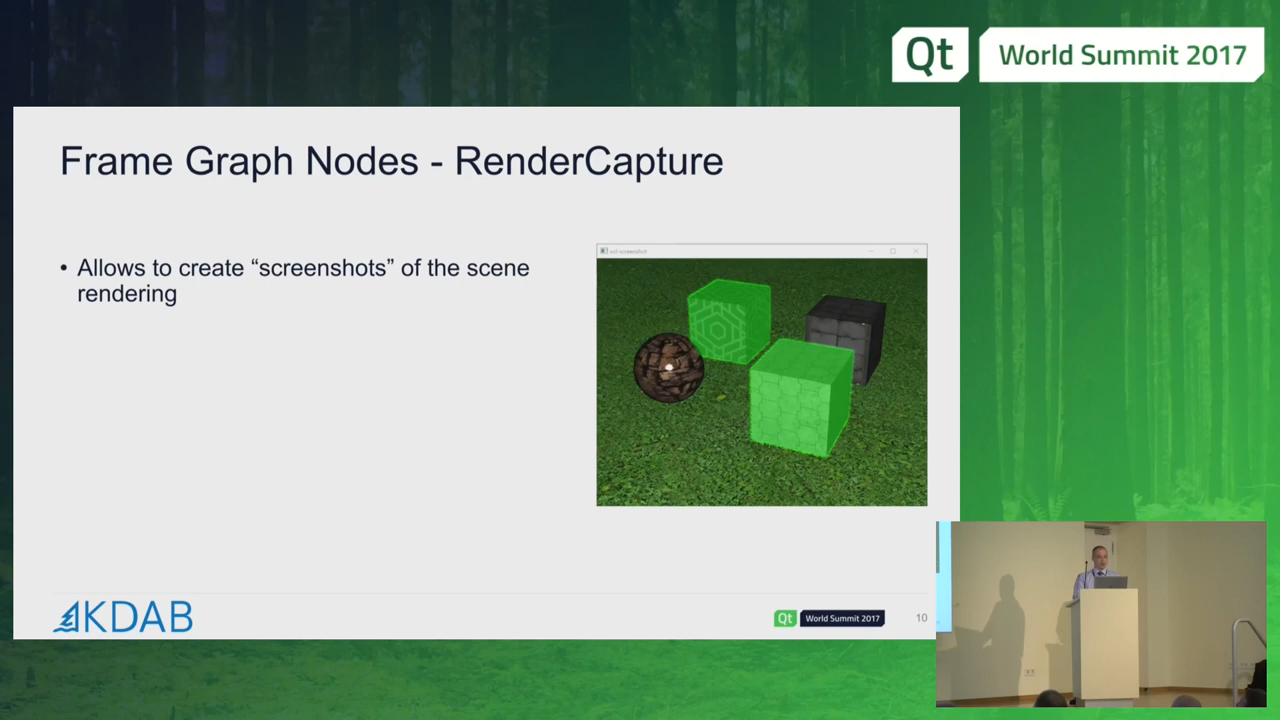 Qt World Summit 2017
Frame Graph Nodes - RenderCapture
• Allows to create “screenshots” of the scene
rendering
KDAB
Qt World Summit 2017
10